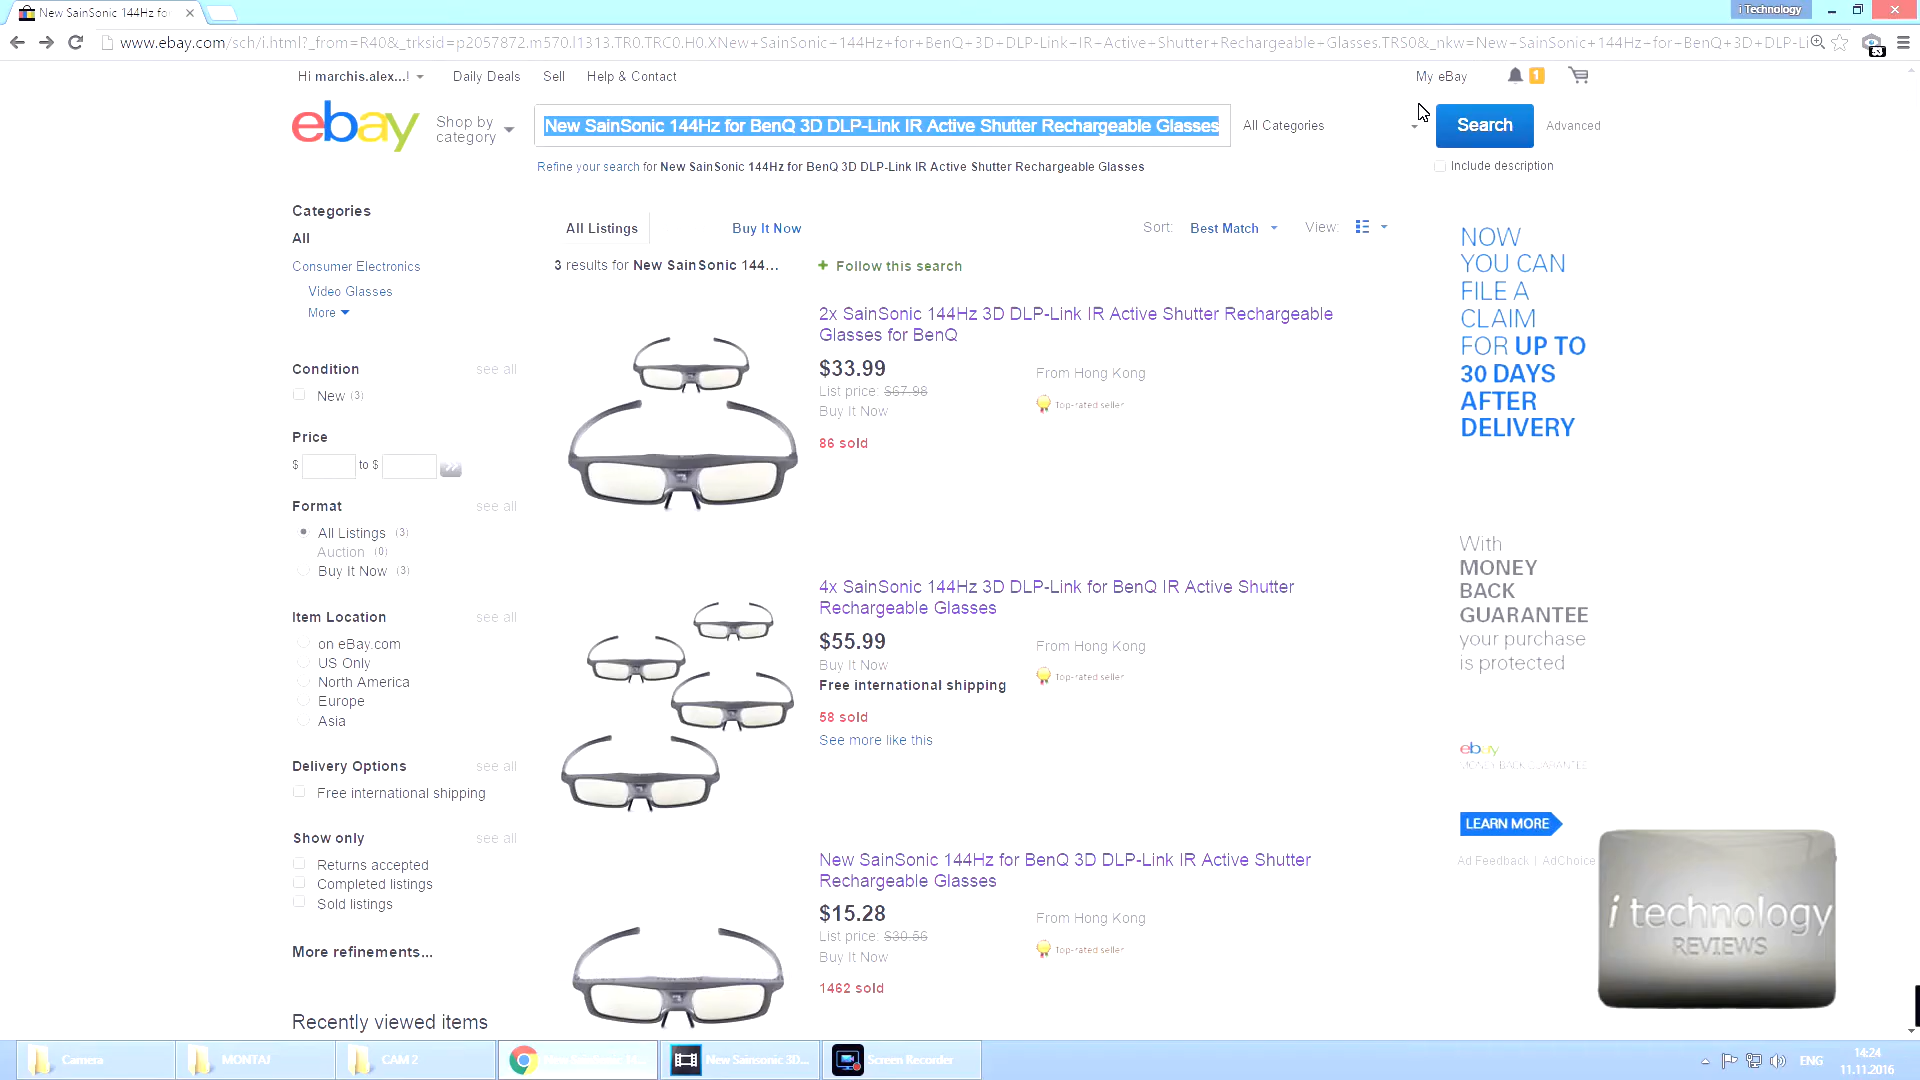 New SainSonic 144Hz fo
i Technology
www.ebay.com/sch/i.html?_from=R40&_trksid=p2057872.m570.l1313.TR0.TRC0.H0.XNew+SainSonic+144Hz+for+BenQ+3D+DLP-Link+IR+Active+Shutter+Rechargeable+Glasses.TRS0&_nkw=New+SainSonic+144Hz+for+BenQ+3D+DLP-Li
Hi marchis.alex...!
Daily Deals
Sell
Help & Contact
My eBay
1
ebay
Shop by
category
New SainSonic 144Hz for BenQ 3D DLP-Link IR Active Shutter Rechargeable Glasses
All Categories
Search
Advanced
Refine your search for New SainSonic 144Hz for BenQ 3D DLP-Link IR Active Shutter Rechargeable Glasses
Include description
Categories
All
Consumer Electronics
Video Glasses
More
Condition see all
New (3)
Price
$ to $
Format see all
All Listings (3)
Auction (0)
Buy It Now (3)
Item Location see all
on eBay.com
US Only
North America
Europe
Asia
Delivery Options see all
Free international shipping
Show only see all
Returns accepted
Completed listings
Sold listings
More refinements...
Recently viewed items
All Listings
Buy It Now
Sort: Best Match
View:
3 results for New SainSonic 144...
+ Follow this search
2x SainSonic 144Hz 3D DLP-Link IR Active Shutter Rechargeable
Glasses for BenQ
$33.99
List price: $67.98
Buy It Now
86 sold
From Hong Kong
Top-rated seller
4x SainSonic 144Hz 3D DLP-Link for BenQ IR Active Shutter
Rechargeable Glasses
$55.99
Buy It Now
Free international shipping
58 sold
See more like this
From Hong Kong
Top-rated seller
New SainSonic 144Hz for BenQ 3D DLP-Link IR Active Shutter
Rechargeable Glasses
$15.28
List price: $30.56
Buy It Now
1462 sold
From Hong Kong
Top-rated seller
NOW
YOU CAN
FILE A
CLAIM
FOR UP TO
30 DAYS
AFTER
DELIVERY
With
MONEY
BACK
GUARANTEE
your purchase
is protected
ebay
MONEY BACK GUARANTEE
LEARN MORE
Ad Feedback | AdChoice
i technology
REVIEWS
Camera
MONTAJ
CAM 2
New Sainsonic 3D...
Screen Recorder
ENG
14:24
11.11.2016